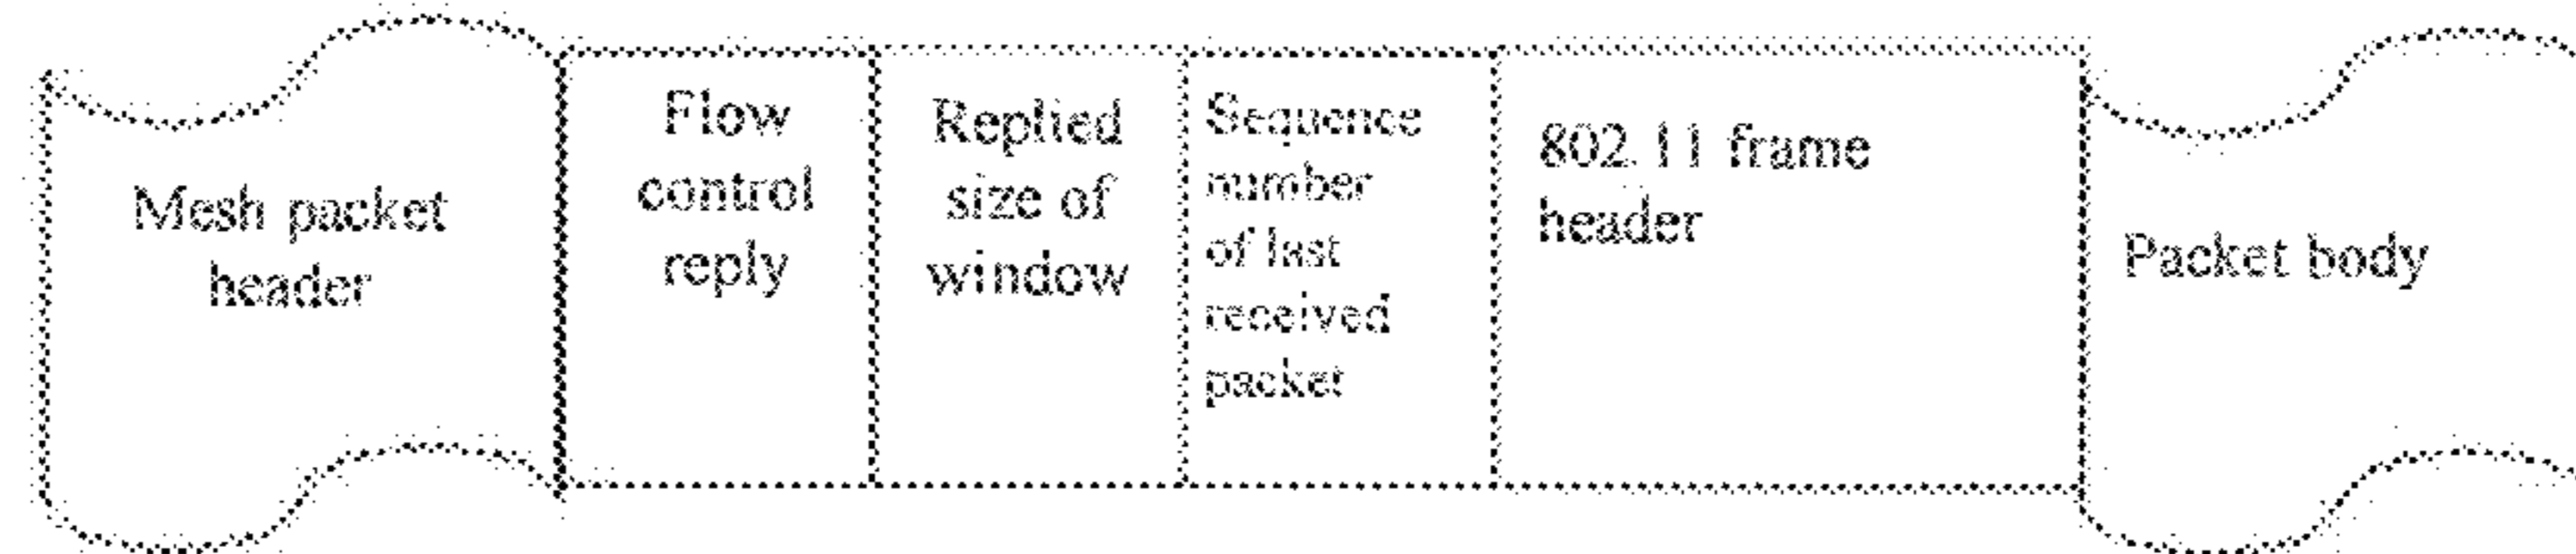 Mesh packet
header
Flow
control
reply
Replied
size of
window
Sequence
number
of last
received
packet
802.11 frame
header
Packet body